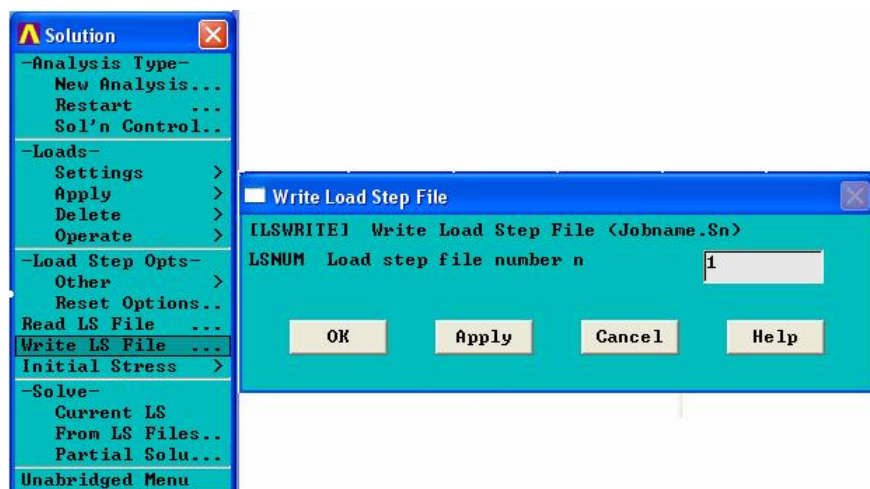 Solution
-Analysis Type-
New Analysis...
Restart ...
Sol'n Control..
-Loads-
Settings >
Apply >
Delete >
Operate >
-Load Step Opts-
Other >
Reset Options..
Read LS File ...
Write LS File ...
Initial Stress >
-Solve-
Current LS
From LS Files..
Partial Solu...
Unabridged Menu
Write Load Step File
[LSWRITE] Write Load Step File (Jobname.Sn)
LSNUM Load step file number n 1
OK Apply Cancel Help